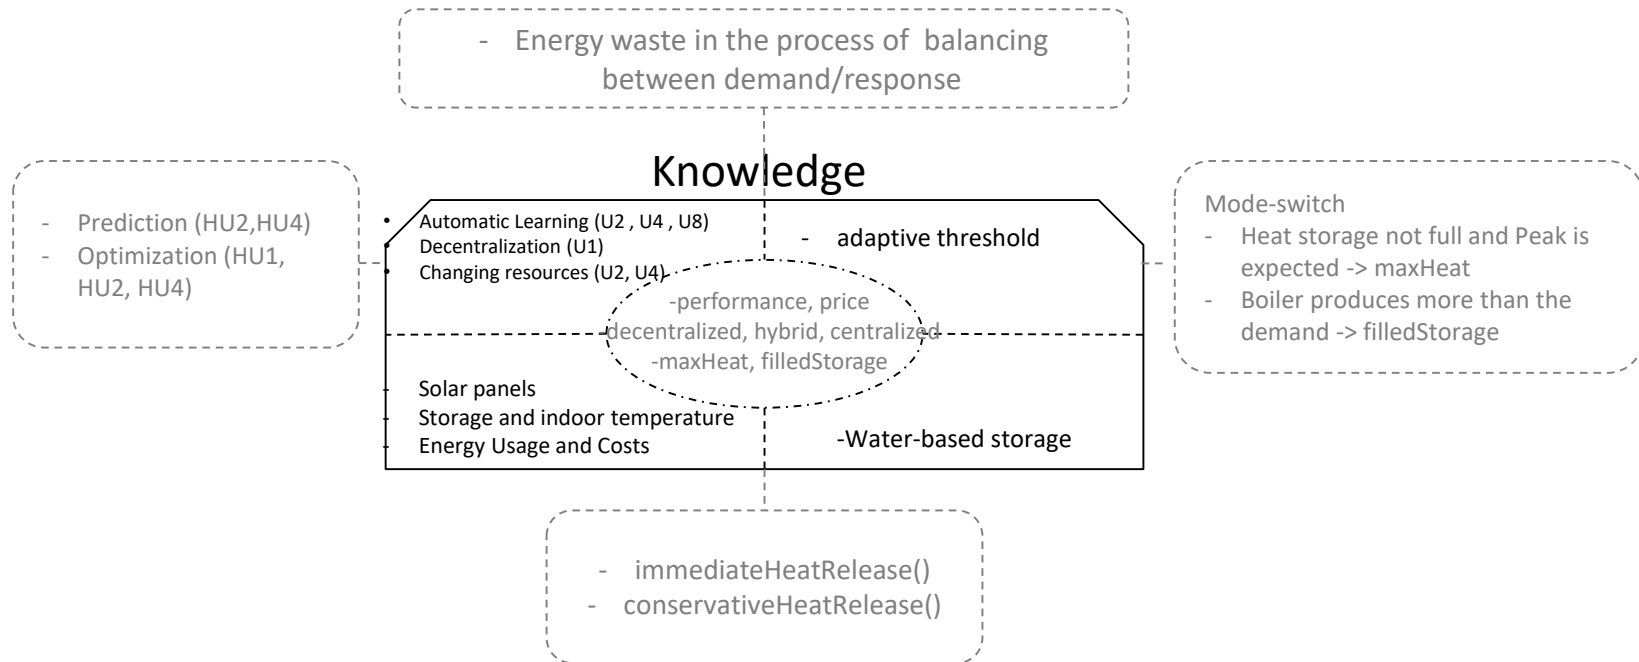 - Energy waste in the process of balancing
between demand/response
Knowledge
- Prediction (HU2,HU4)
- Optimization (HU1,
HU2, HU4)
• Automatic Learning (U2 , U4 , U8)
• Decentralization (U1)
• Changing resources (U2, U4)
- adaptive threshold
-performance, price
-decentralized, hybrid, centralized
-maxHeat, filledStorage
- Solar panels
- Storage and indoor temperature
- Energy Usage and Costs
-Water-based storage
Mode-switch
- Heat storage not full and Peak is
expected -> maxHeat
- Boiler produces more than the
demand -> filledStorage
- immediateHeatRelease()
- conservativeHeatRelease()